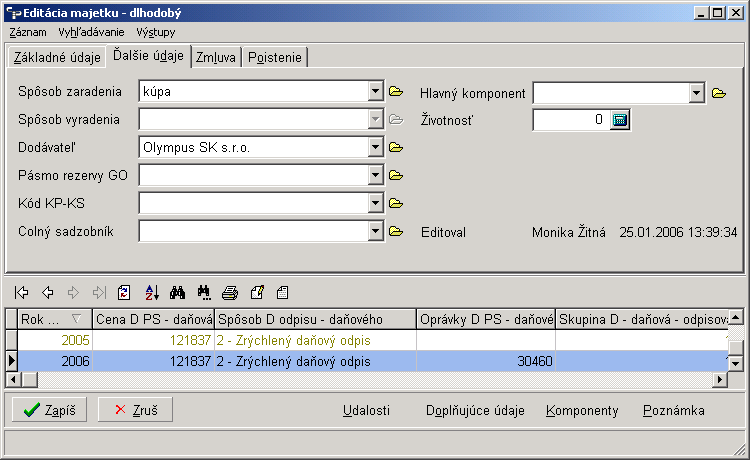 Editácia majetku - dlhodobý
Záznam Vyhľadávanie Výstupy
Základné údaje Ďalšie údaje Zmluva Poistenie
Spôsob zaradenia kúpa Hlavný komponent
Spôsob vyradenia Životnosť 0
Dodávateľ Olympus SK s.r.o.
Pásmo rezervy GO
Kód KP-KS
Colný sadzobník Editoval Monika Žitná 25.01.2006 13:39:34
Rok ... Cena D PS - daňová Spôsob D odpisu - daňového Oprávky D PS - daňové Skupina D - daňová - odpisová
2005 121837 2 - Zrýchlený daňový odpis
2006 121837 2 - Zrýchlený daňový odpis 30460
Zapíš Zruš Udalosti Doplňujúce údaje Komponenty Poznámka